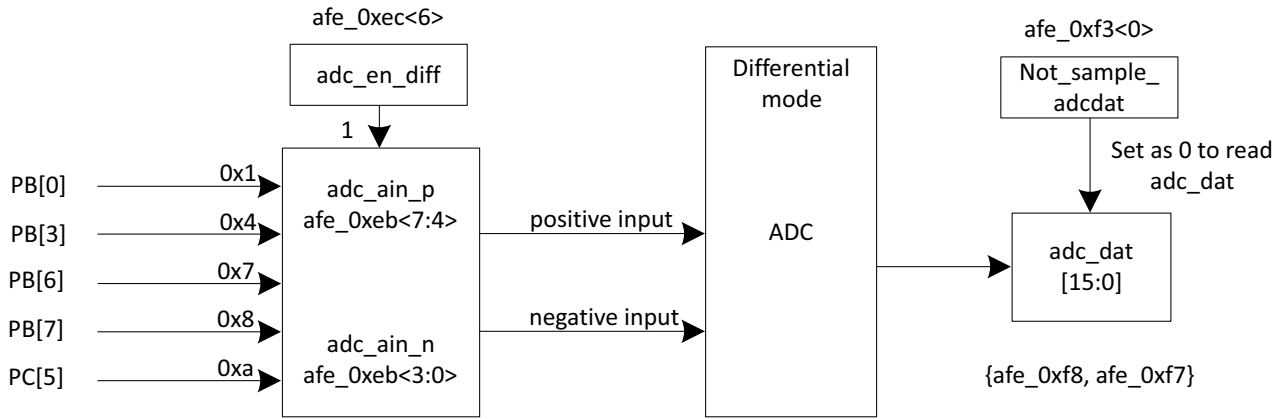 afe_0xec<6>
adc_en_diff
1
PB[0]
0x1
PB[3]
0x4
PB[6]
0x7
PB[7]
0x8
PC[5]
0xa
adc_ain_p
afe_0xeb<7:4>
adc_ain_n
afe_0xeb<3:0>
positive input
negative input
Differential
mode
ADC
afe_0xf3<0>
Not_sample_
adcdat
Set as 0 to read
adc_dat
adc_dat
[15:0]
{afe_0xf8, afe_0xf7}